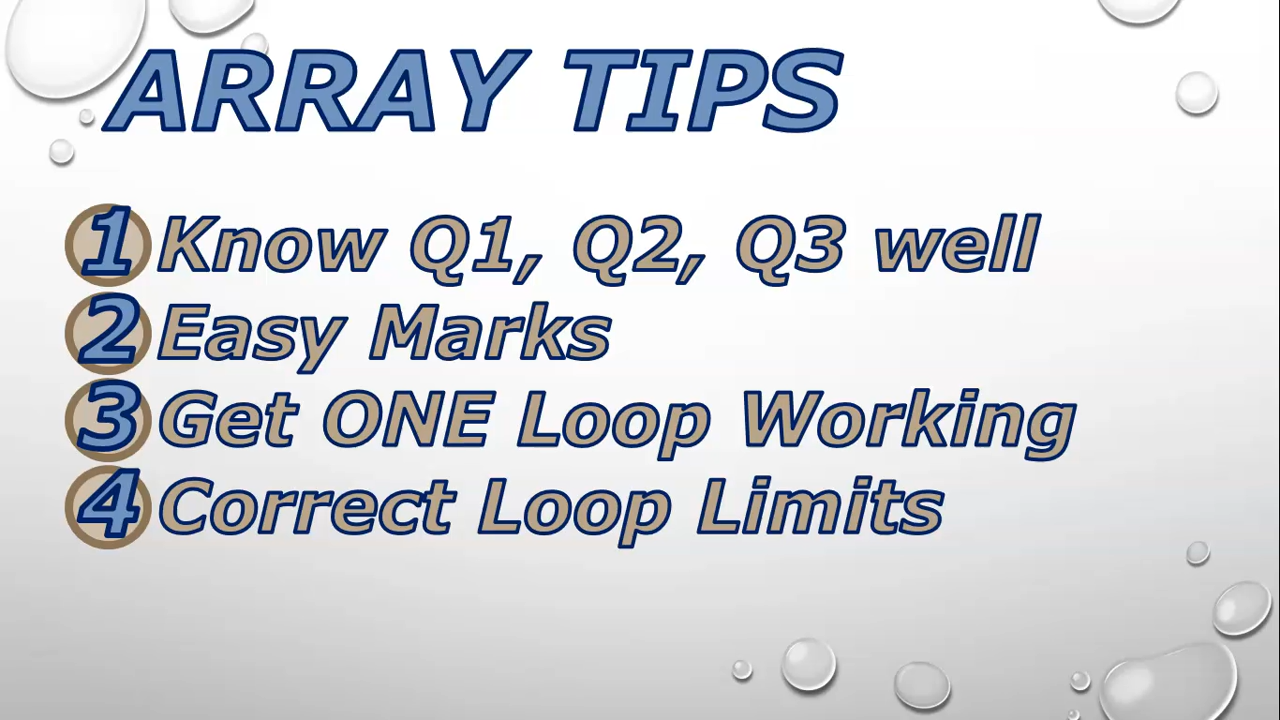 ARRAY TIPS
1 Know Q1, Q2, Q3 well
2 Easy Marks
3 Get ONE Loop Working
4 Correct Loop Limits